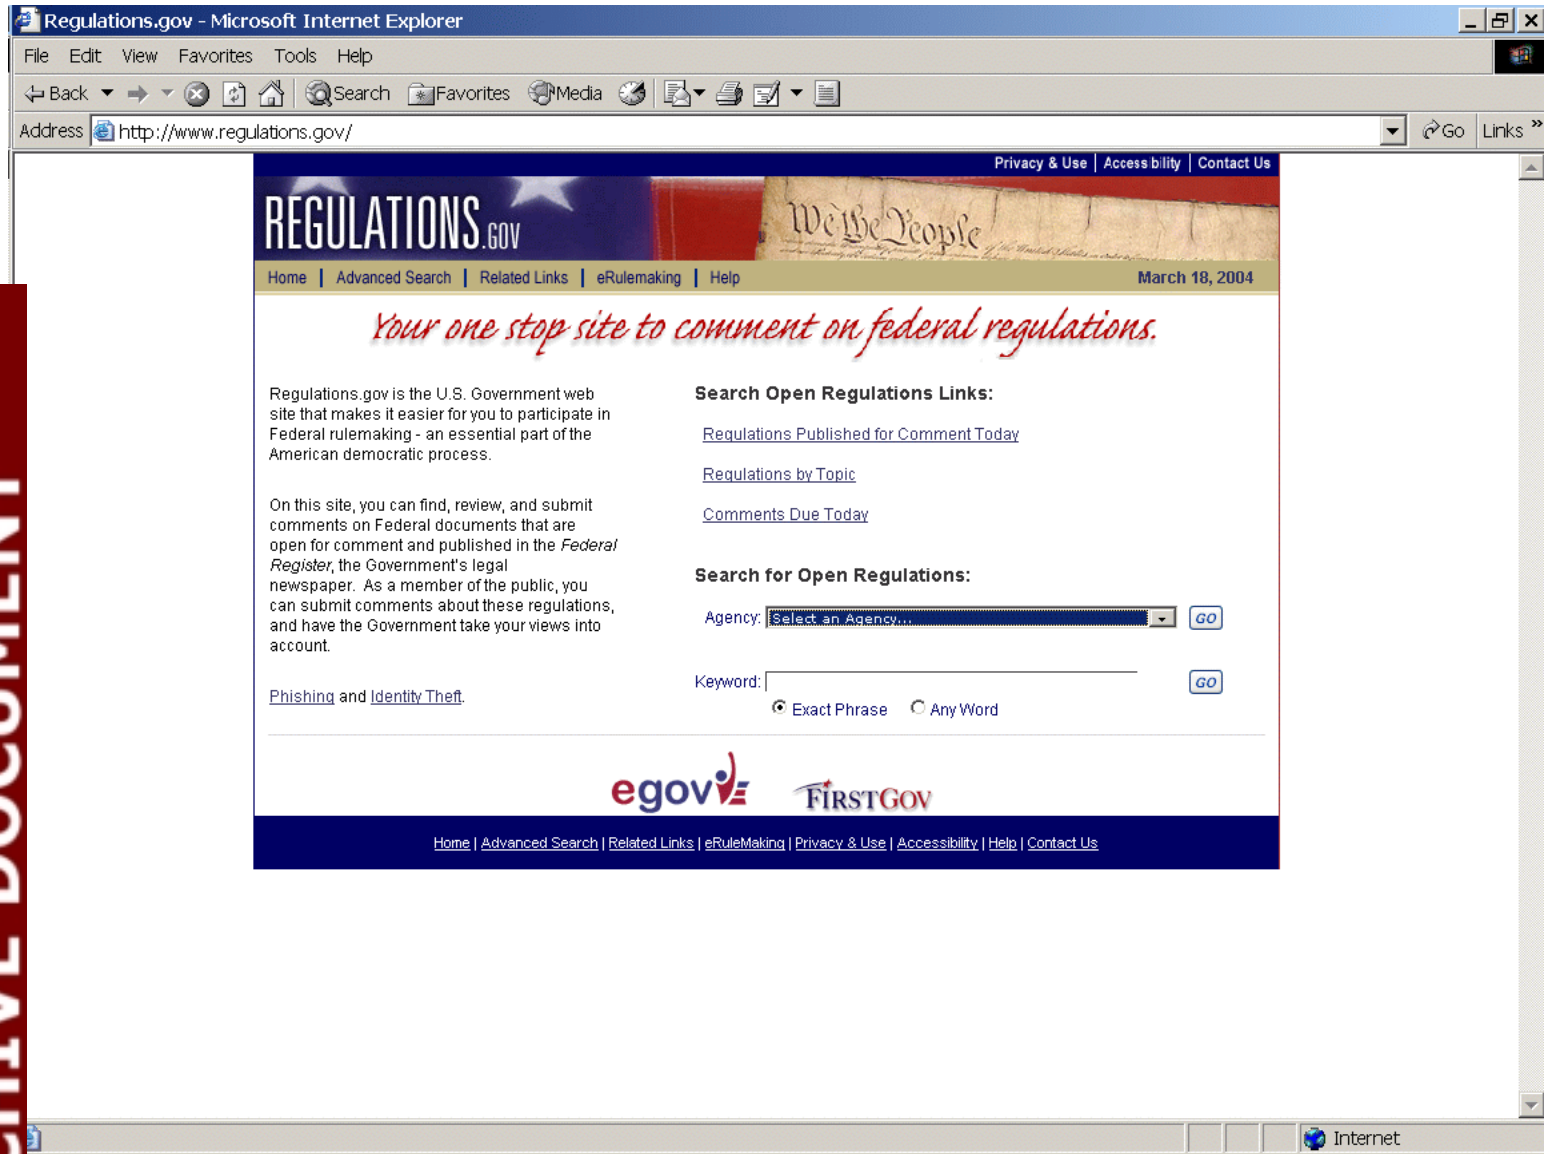 Regulations.gov - Microsoft Internet Explorer
File Edit View Favorites Tools Help
Back Search Favorites Media
Address http://www.regulations.gov/ Go Links »
Privacy & Use | Accessibility | Contact Us
REGULATIONS.GOV
We the People
Home | Advanced Search | Related Links | eRulemaking | Help March 18, 2004
Your one stop site to comment on federal regulations.
Regulations.gov is the U.S. Government web
site that makes it easier for you to participate in
Federal rulemaking - an essential part of the
American democratic process.
On this site, you can find, review, and submit
comments on Federal documents that are
open for comment and published in the Federal
Register, the Government's legal
newspaper. As a member of the public, you
can submit comments about these regulations,
and have the Government take your views into
account.
Phishing and Identity Theft.
Search Open Regulations Links:
Regulations Published for Comment Today
Regulations by Topic
Comments Due Today
Search for Open Regulations:
Agency: Select an Agency... GO
Keyword: GO
Exact Phrase Any Word
egov FIRSTGOV
Home | Advanced Search | Related Links | eRuleMaking | Privacy & Use | Accessibility | Help | Contact Us
Internet
DOCUMENT